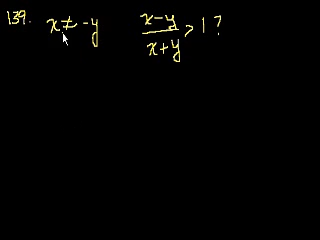 139. x ≠ -y (x-y)/(x+y) > 1 ?